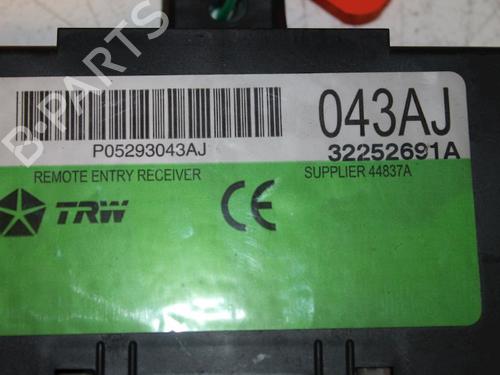 B-PARTS
043AJ
P05293043AJ
32252691A
REMOTE ENTRY RECEIVER
SUPPLIER 44837A
TRW
CE